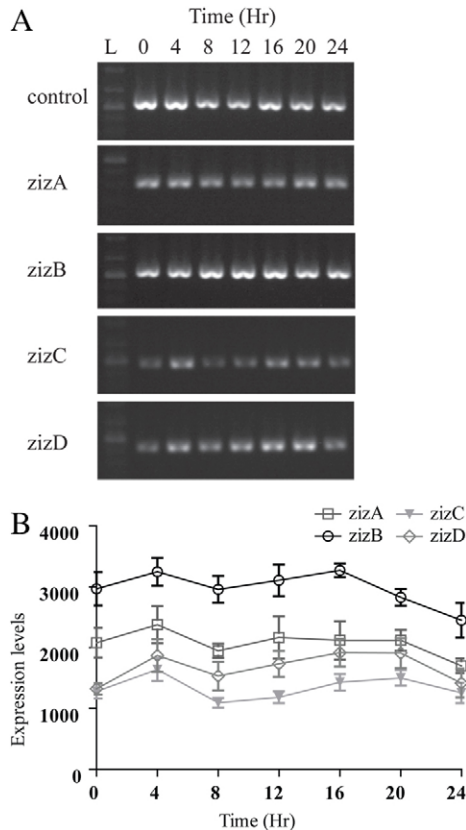 A
Time (Hr)
L 0 4 8 12 16 20 24
control
zizA
zizB
zizC
zizD
B
zizA zizC
zizB zizD
4000
3000
2000
1000
0
Expression levels
0 4 8 12 16 20 24
Time (Hr)